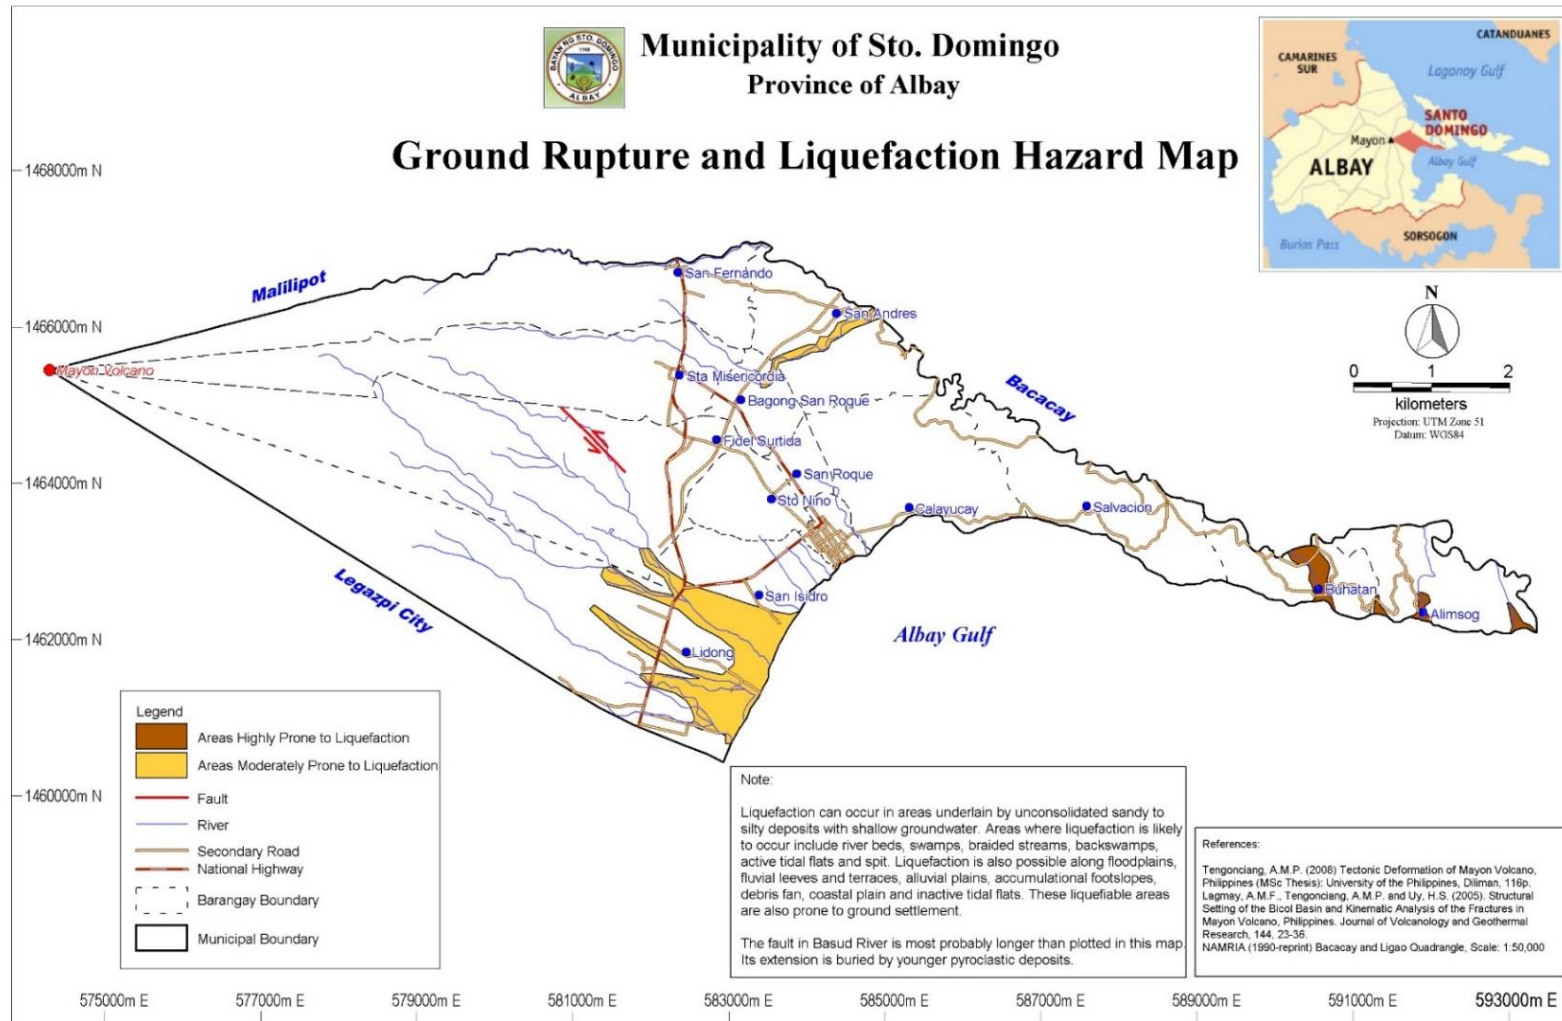 BAYAN NG STO. DOMINGO
ALBAY
Municipality of Sto. Domingo
Province of Albay
Ground Rupture and Liquefaction Hazard Map
CATANDUANES
CAMARINES
SUR
Lagonoy Gulf
SANTO
DOMINGO
Mayon
ALBAY
Albay Gulf
Burias Pass
SORSOGON
N
0 1 2
kilometers
Projection: UTM Zone 51
Datum: WGS84
1468000m N
1466000m N
1464000m N
1462000m N
1460000m N
Malilipot
San Fernando
San Andres
Mayon Volcano
Sta Misericordia
Bacacay
Bagong San Roque
Fidel Surtida
San Roque
Sto Nino
Calayucay
Salvacion
Legazpi City
San Isidro
Buhatan
Alimsog
Albay Gulf
Lidong
Legend
Areas Highly Prone to Liquefaction
Areas Moderately Prone to Liquefaction
Fault
River
Secondary Road
National Highway
Barangay Boundary
Municipal Boundary
Note:
Liquefaction can occur in areas underlain by unconsolidated sandy to
silty deposits with shallow groundwater. Areas where liquefaction is likely
to occur include river beds, swamps, braided streams, backswamps,
active tidal flats and spit. Liquefaction is also possible along floodplains,
fluvial leeves and terraces, alluvial plains, accumulational footslopes,
debris fan, coastal plain and inactive tidal flats. These liquefiable areas
are also prone to ground settlement.
The fault in Basud River is most probably longer than plotted in this map.
Its extension is buried by younger pyroclastic deposits.
References:
Tengonciang, A.M.P. (2008) Tectonic Deformation of Mayon Volcano,
Philippines (MSc Thesis): University of the Philippines, Diliman, 116p.
Lagmay, A.M.F., Tengonciang, A.M.P. and Uy, H.S. (2005). Structural
Setting of the Bicol Basin and Kinematic Analysis of the Fractures in
Mayon Volcano, Philippines. Journal of Volcanology and Geothermal
Research, 144, 23-36.
NAMRIA (1990-reprint) Bacacay and Ligao Quadrangle, Scale: 1:50,000
575000m E 577000m E 579000m E 581000m E 583000m E 585000m E 587000m E 589000m E 591000m E 593000m E